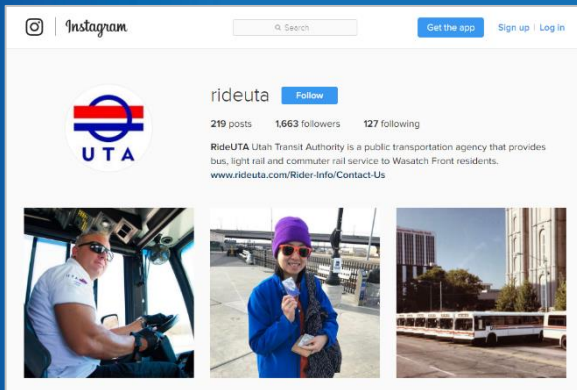 Instagram
Search
Get the app
Sign up | Log in
rideuta Follow
219 posts 1,663 followers 127 following
RideUTA Utah Transit Authority is a public transportation agency that provides
bus, light rail and commuter rail service to Wasatch Front residents.
www.rideuta.com/Rider-Info/Contact-Us
UTA